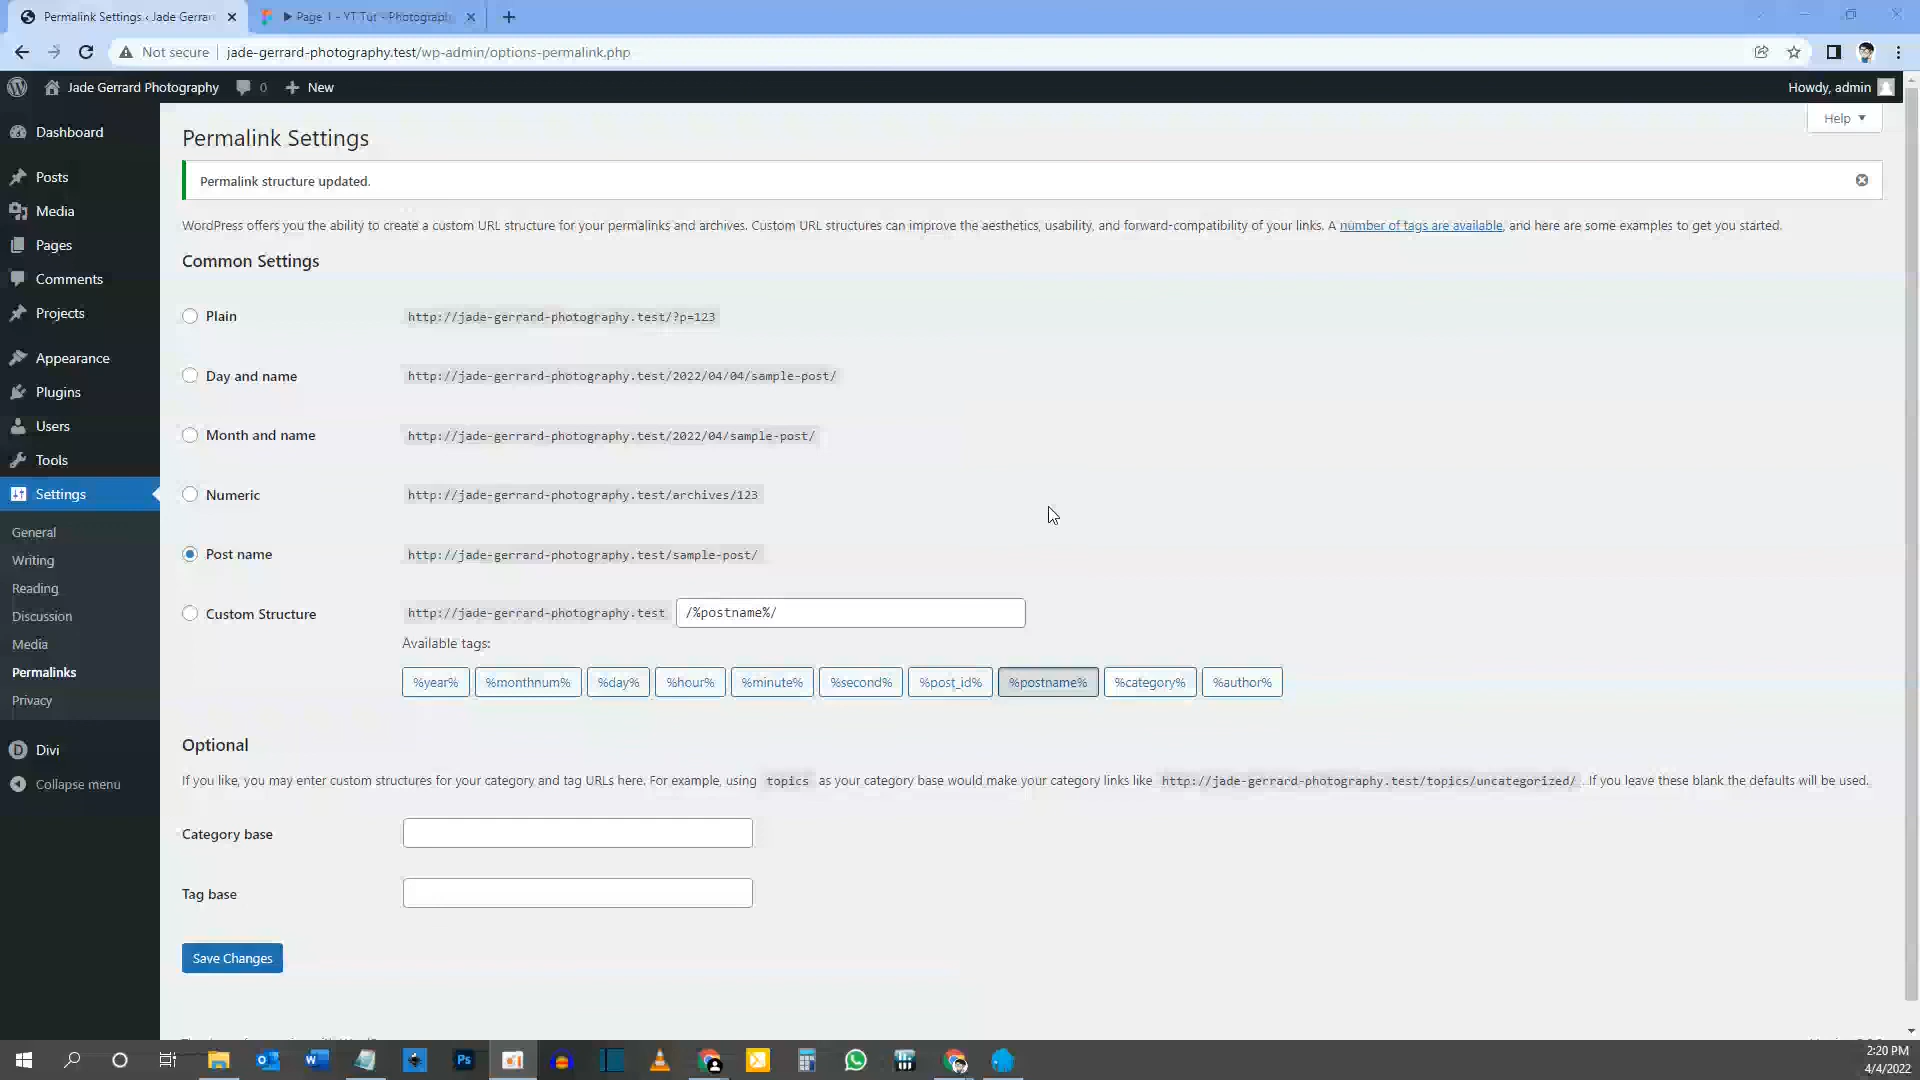 Permalink Settings ‹ Jade Gerrar
Page 1 - YT Tut - Photograph
Not secure
jade-gerrard-photography.test/wp-admin/options-permalink.php
Jade Gerrard Photography
0
New
Howdy, admin
Help
Dashboard
Posts
Media
Pages
Comments
Projects
Appearance
Plugins
Users
Tools
Settings
General
Writing
Reading
Discussion
Media
Permalinks
Privacy
Divi
Collapse menu
Permalink Settings
Permalink structure updated.
WordPress offers you the ability to create a custom URL structure for your permalinks and archives. Custom URL structures can improve the aesthetics, usability, and forward-compatibility of your links. A number of tags are available, and here are some examples to get you started.
Common Settings
Plain http://jade-gerrard-photography.test/?p=123
Day and name http://jade-gerrard-photography.test/2022/04/04/sample-post/
Month and name http://jade-gerrard-photography.test/2022/04/sample-post/
Numeric http://jade-gerrard-photography.test/archives/123
Post name http://jade-gerrard-photography.test/sample-post/
Custom Structure http://jade-gerrard-photography.test /%postname%/
Available tags:
%year% %monthnum% %day% %hour% %minute% %second% %post_id% %postname% %category% %author%
Optional
If you like, you may enter custom structures for your category and tag URLs here. For example, using topics as your category base would make your category links like http://jade-gerrard-photography.test/topics/uncategorized/ . If you leave these blank the defaults will be used.
Category base
Tag base
Save Changes
2:20 PM
4/4/2022